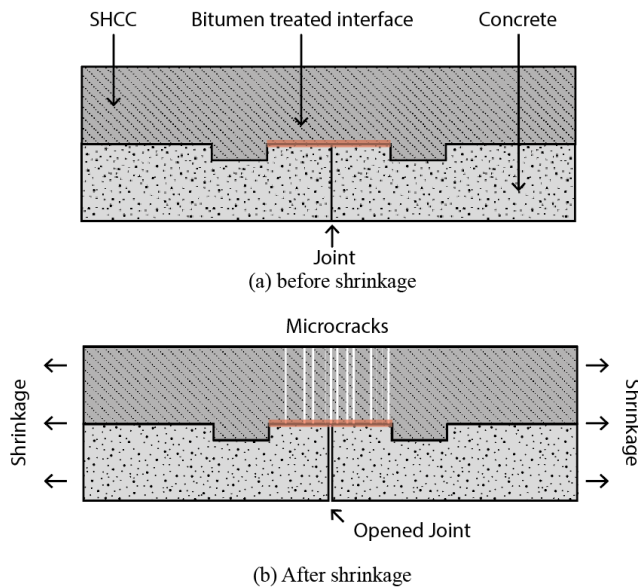 SHCC
Bitumen treated interface
Concrete
Joint
(a) before shrinkage
Microcracks
Shrinkage
Shrinkage
Opened Joint
(b) After shrinkage